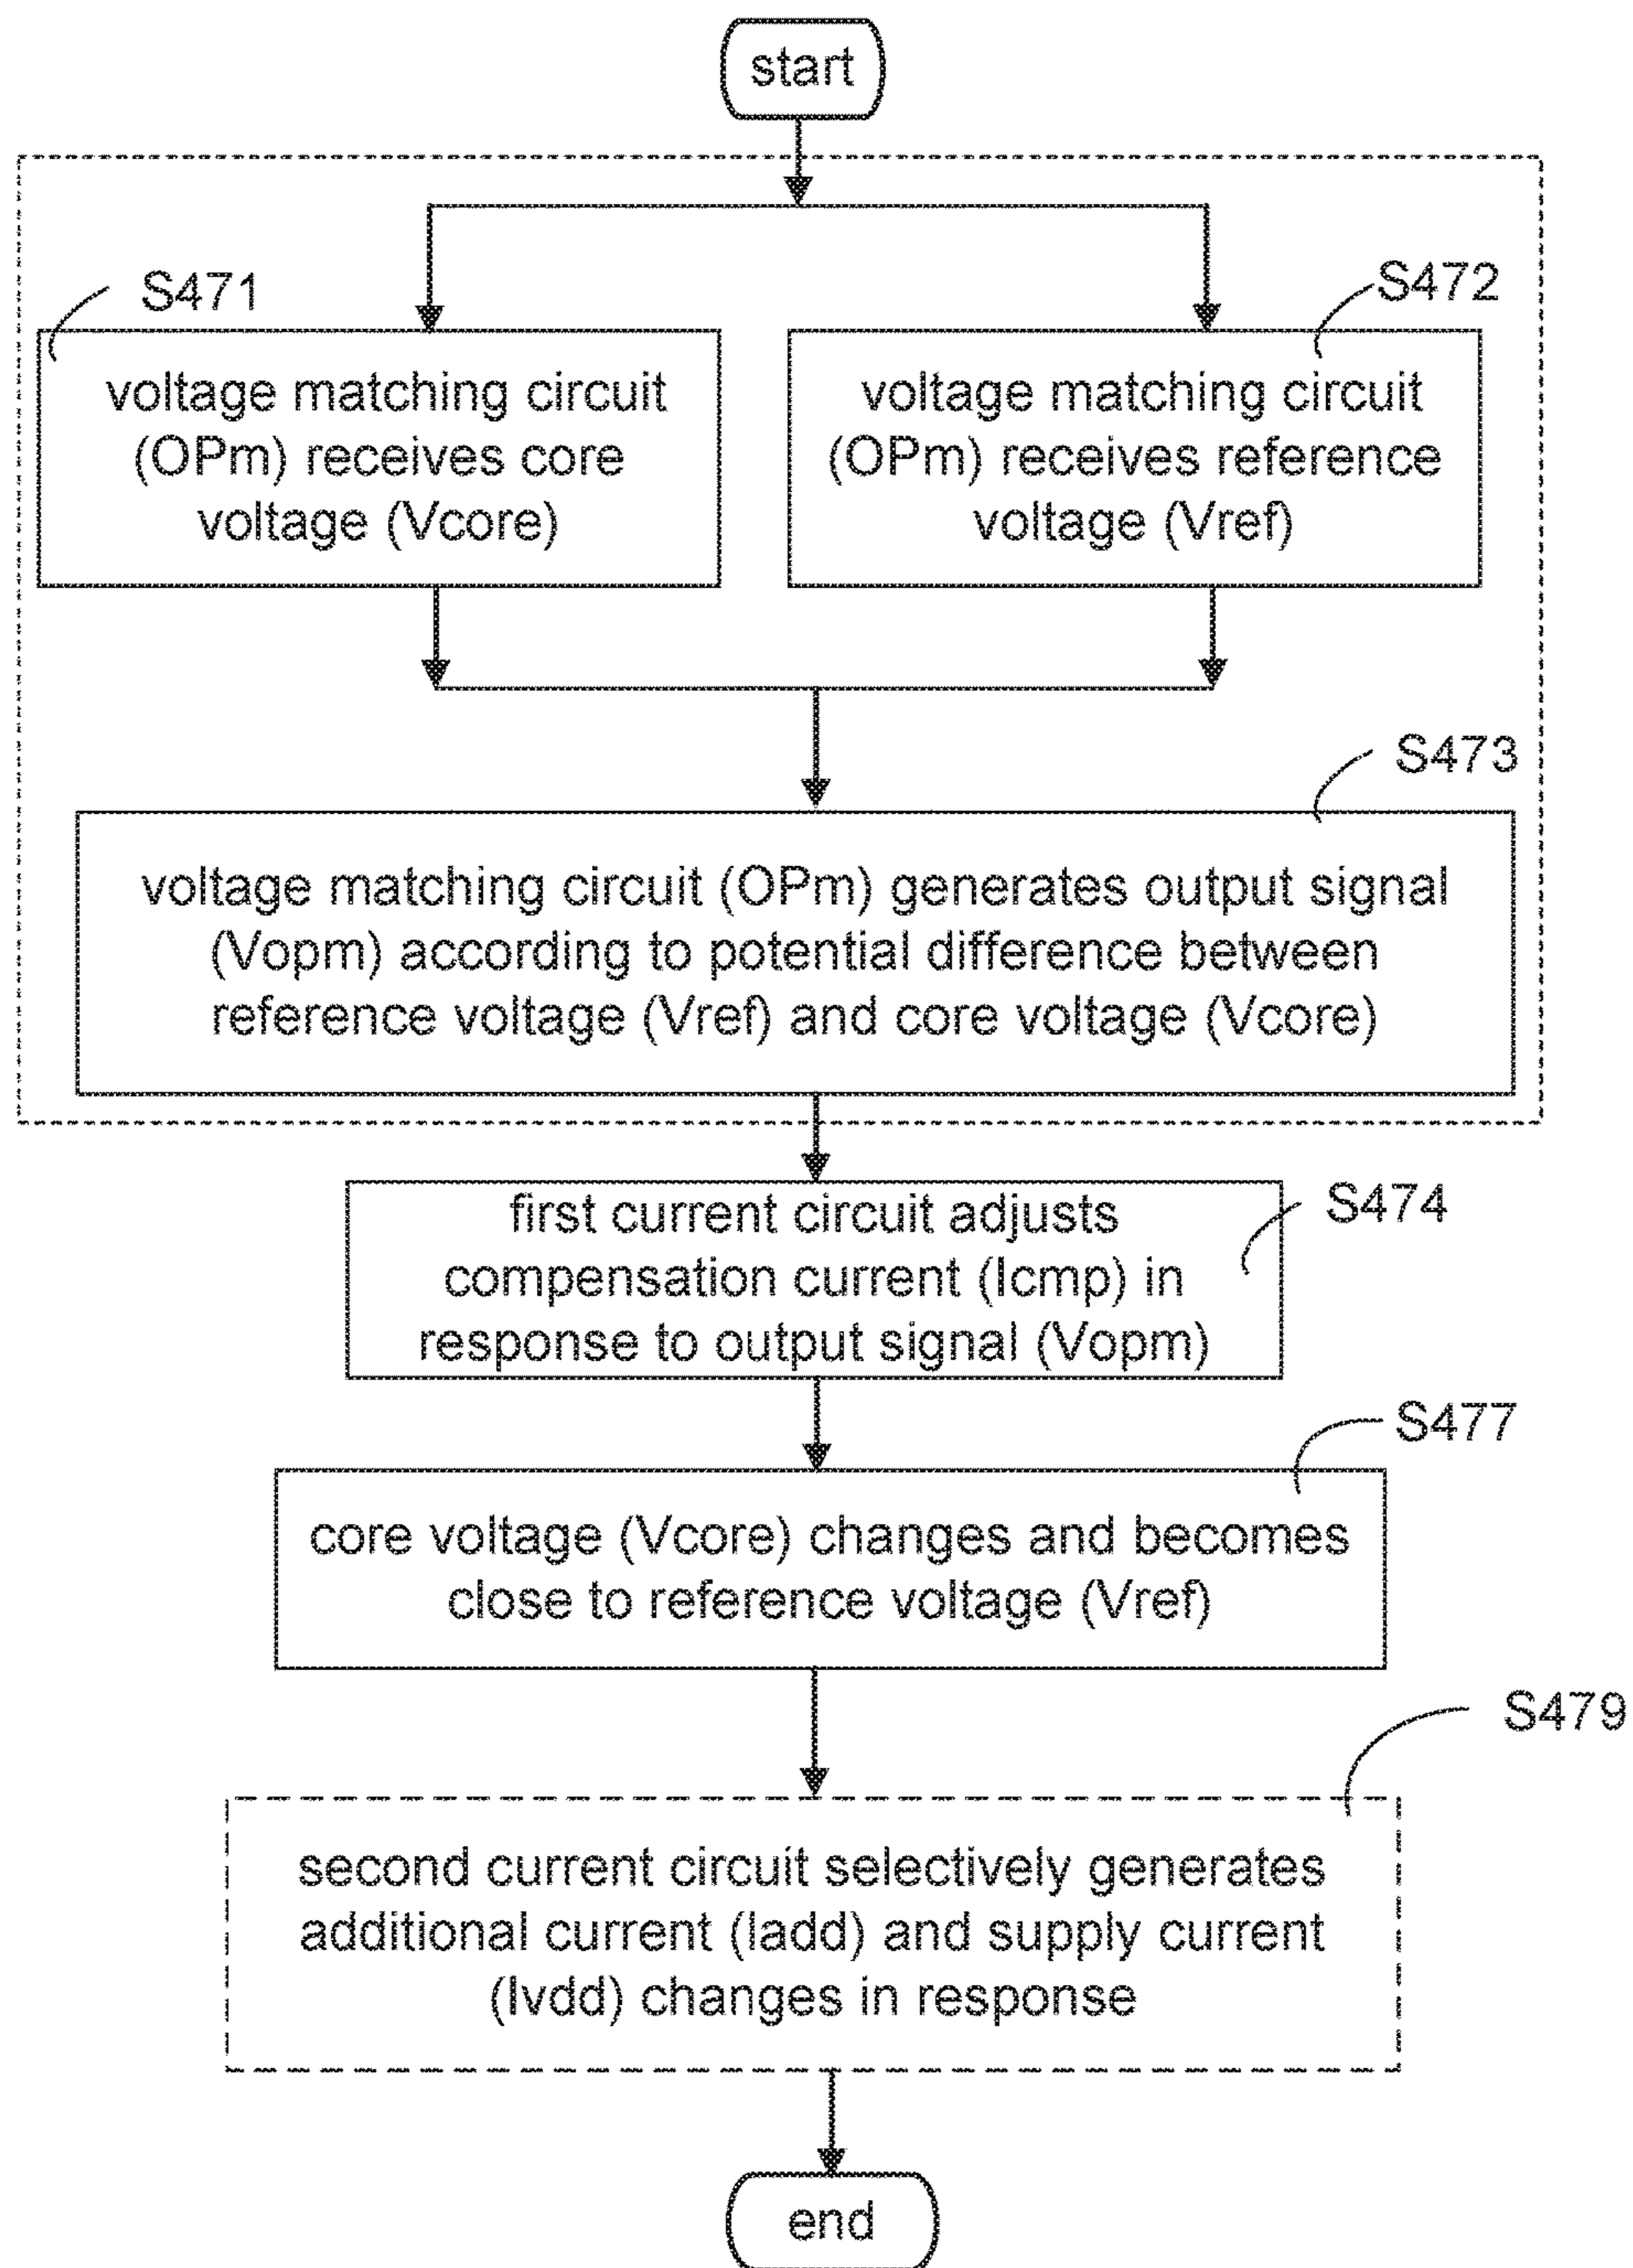 start
S471
S472
voltage matching circuit
(OPm) receives core
voltage (Vcore)
voltage matching circuit
(OPm) receives reference
voltage (Vref)
S473
voltage matching circuit (OPm) generates output signal
(Vopm) according to potential difference between
reference voltage (Vref) and core voltage (Vcore)
S474
first current circuit adjusts
compensation current (Icmp) in
response to output signal (Vopm)
S477
core voltage (Vcore) changes and becomes
close to reference voltage (Vref)
S479
second current circuit selectively generates
additional current (Iadd) and supply current
(Ivdd) changes in response
end